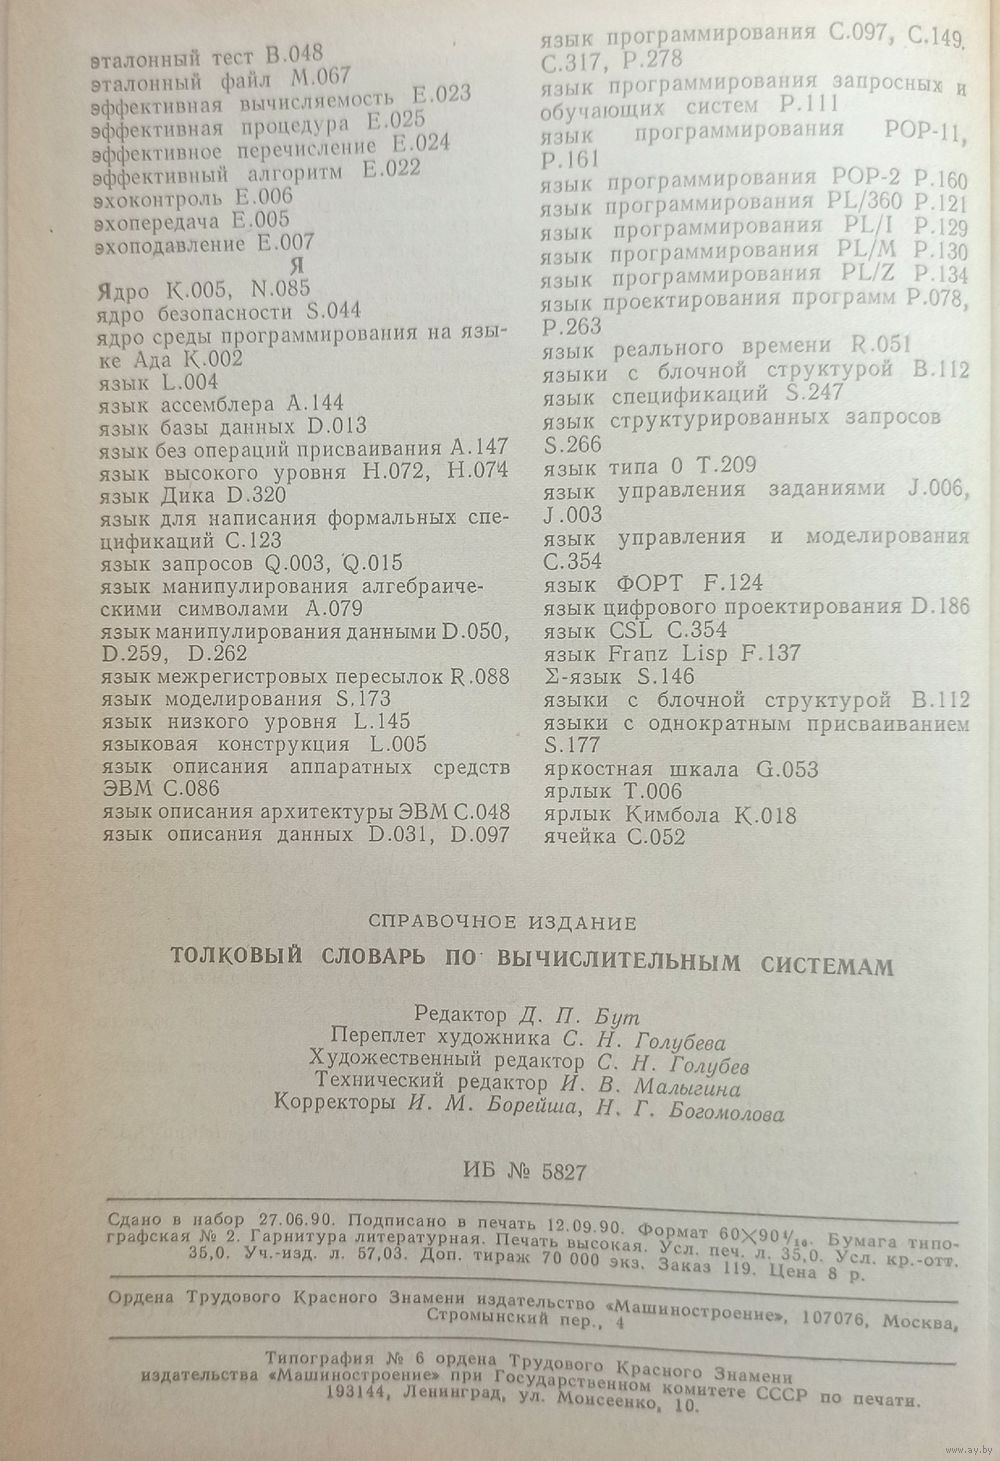 эталонный тест B.048
эталонный файл M.067
эффективная вычисляемость E.023
эффективная процедура E.025
эффективное перечисление E.024
эффективный алгоритм E.022
эхоконтроль E.006
эхопередача E.005
эхоподавление E.007
Я
Ядро K.005, N.085
ядро безопасности S.044
ядро среды программирования на язы-
ке Ада K.002
язык L.004
язык ассемблера A.144
язык базы данных D.013
язык без операций присваивания A.147
язык высокого уровня H.072, H.074
язык Дика D.320
язык для написания формальных спе-
цификаций C.123
язык запросов Q.003, Q.015
язык манипулирования алгебраиче-
скими символами A.079
язык манипулирования данными D.050,
D.259, D.262
язык межрегистровых пересылок R.088
язык моделирования S.173
язык низкого уровня L.145
языковая конструкция L.005
язык описания аппаратных средств
ЭВМ C.086
язык описания архитектуры ЭВМ C.048
язык описания данных D.031, D.097
язык программирования C.097, C.149,
C.317, P.278
язык программирования запросных и
обучающих систем P.111
язык программирования POP-11,
P.161
язык программирования POP-2 P.160
язык программирования PL/360 P.121
язык программирования PL/I P.129
язык программирования PL/M P.130
язык программирования PL/Z P.134
язык проектирования программ P.078,
P.263
язык реального времени R.051
языки с блочной структурой B.112
язык спецификаций S.247
язык структурированных запросов
S.266
язык типа 0 T.209
язык управления заданиями J.006,
J.003
язык управления и моделирования
C.354
язык ФОРТ F.124
язык цифрового проектирования D.186
язык CSL C.354
язык Franz Lisp F.137
Σ-язык S.146
языки с блочной структурой B.112
языки с однократным присваиванием
S.177
яркостная шкала G.053
ярлык T.006
ярлык Кимбола K.018
ячейка C.052
СПРАВОЧНОЕ ИЗДАНИЕ
ТОЛКОВЫЙ СЛОВАРЬ ПО ВЫЧИСЛИТЕЛЬНЫМ СИСТЕМАМ
Редактор Д. П. Бут
Переплет художника С. Н. Голубева
Художественный редактор С. Н. Голубев
Технический редактор И. В. Малыгина
Корректоры И. М. Борейша, Н. Г. Богомолова
ИБ № 5827
Сдано в набор 27.06.90. Подписано в печать 12.09.90. Формат 60×90 1/16. Бумага типо-
графская № 2. Гарнитура литературная. Печать высокая. Усл. печ. л. 35,0. Усл. кр.-отт.
35,0. Уч.-изд. л. 57,03. Доп. тираж 70 000 экз. Заказ 119. Цена 8 р.
Ордена Трудового Красного Знамени издательство «Машиностроение», 107076, Москва,
Стромынский пер., 4
Типография № 6 ордена Трудового Красного Знамени
издательства «Машиностроение» при Государственном комитете СССР по печати.
193144, Ленинград, ул. Моисеенко, 10.
www.ay.by